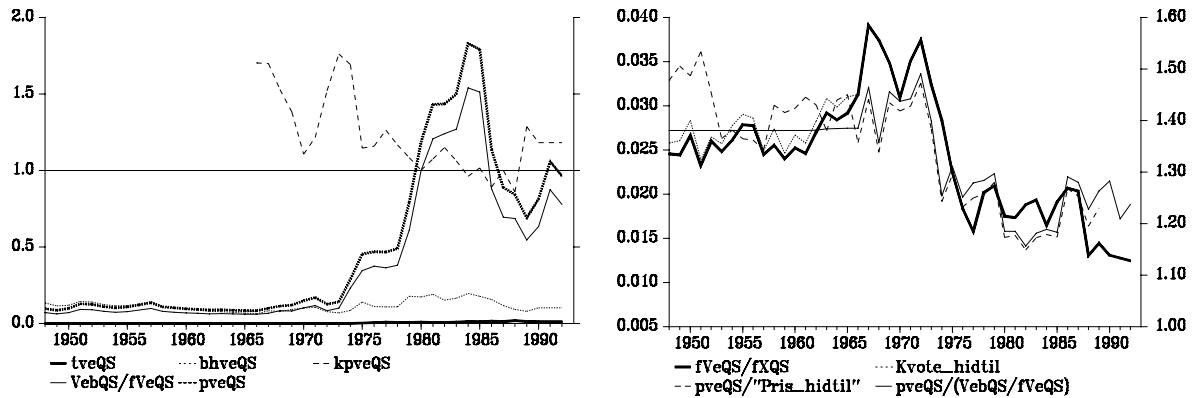 2.0
1.5
1.0
0.5
0.0
1950 1955 1960 1965 1970 1975 1980 1985 1990
tveQS bhveQS kpveQS
VebQS/fVeQS pveQS
0.040 1.60
0.035 1.50
0.030 1.40
0.025
0.020 1.30
0.015 1.20
0.010 1.10
0.005 1.00
1950 1955 1960 1965 1970 1975 1980 1985 1990
fVeQS/fXQS Kvote_hidtil
pveQS/"Pris_hidtil" pveQS/(VebQS/fVeQS)